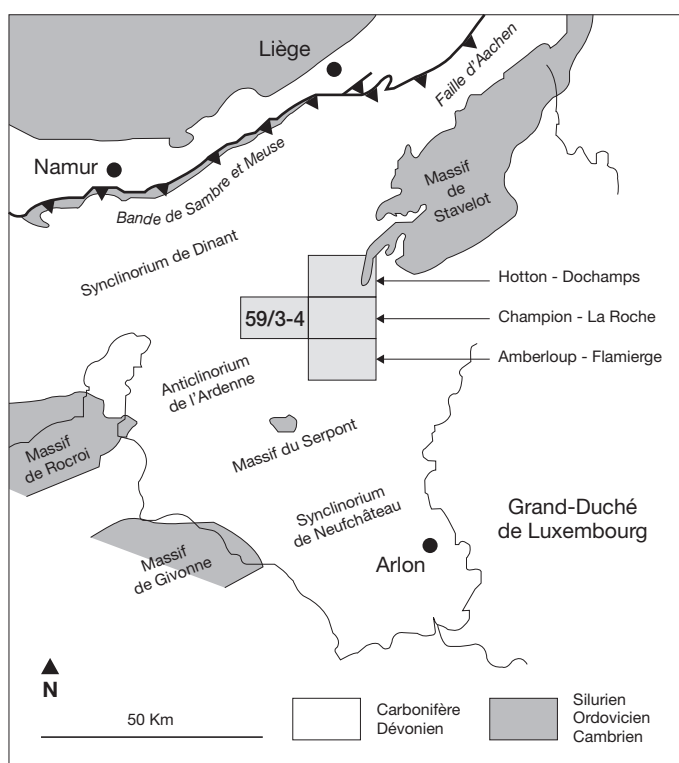 Liège
Faille d'Aachen
Namur
Massif
de
Stavelot
Bande de Sambre et Meuse
Synclinorium de Dinant
Hotton - Dochamps
59/3-4
Champion - La Roche
Amberloup - Flamierge
Anticlinorium
de l'Ardenne
Massif
de Rocroi
Massif du Serpont
Synclinorium
de Neufchâteau
Grand-Duché
de Luxembourg
Arlon
Massif
de Givonne
N
50 Km
Carbonifère
Dévonien
Silurien
Ordovicien
Cambrien